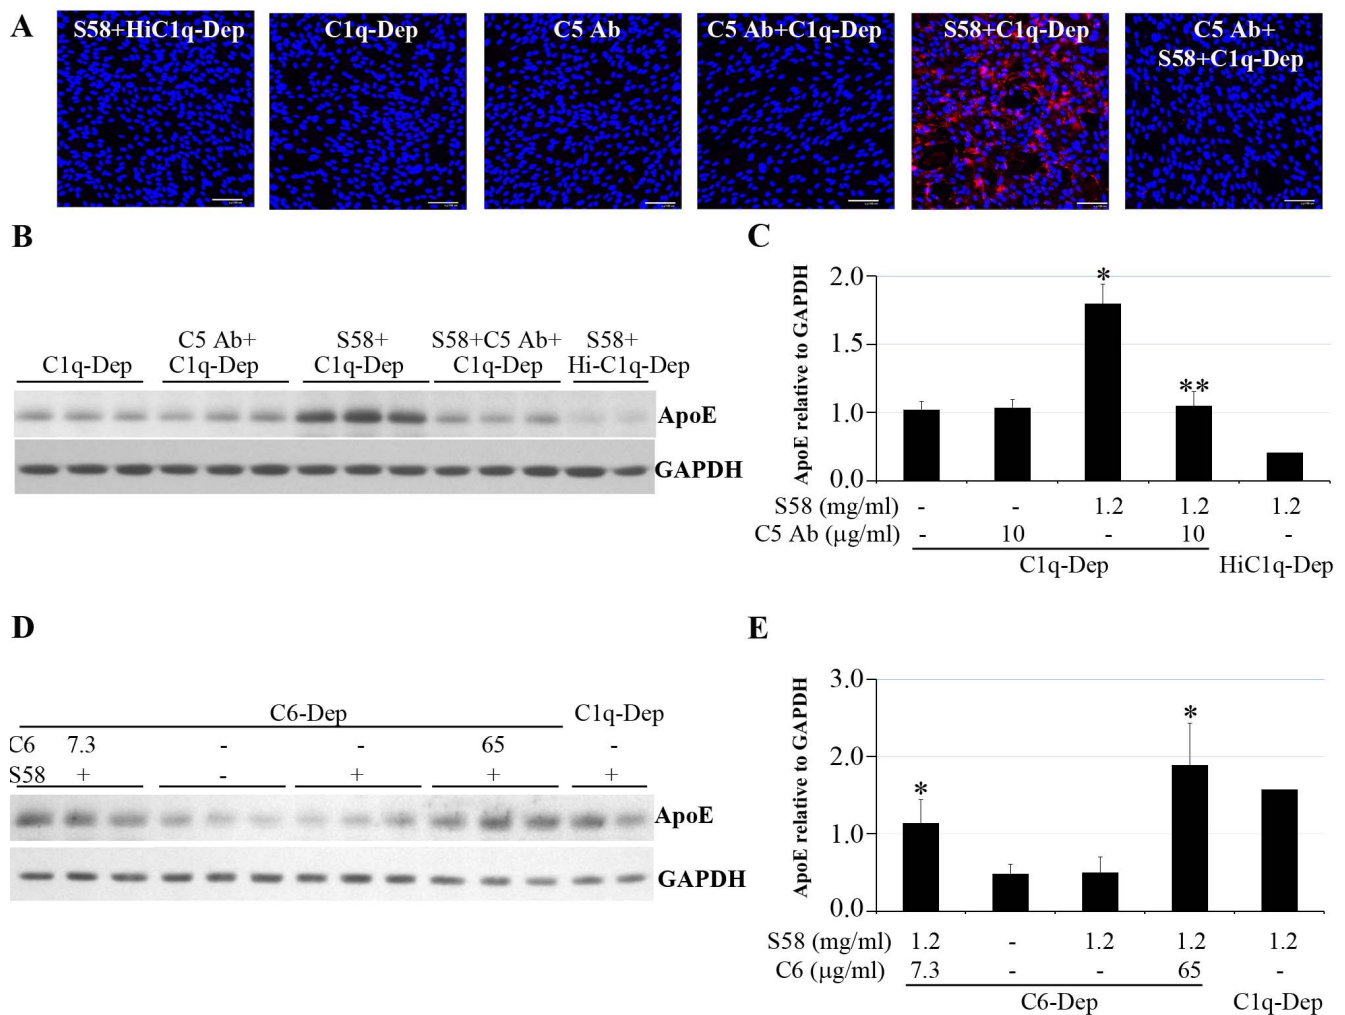 A
S58+HiC1q-Dep
C1q-Dep
C5 Ab
C5 Ab+C1q-Dep
S58+C1q-Dep
C5 Ab+
S58+C1q-Dep
B
C1q-Dep
C5 Ab+
C1q-Dep
S58+
C1q-Dep
S58+C5 Ab+
C1q-Dep
S58+
Hi-C1q-Dep
ApoE
GAPDH
C
ApoE relative to GAPDH
2.0
1.5
1.0
0.0
*
**
S58 (mg/ml) - - 1.2 1.2 1.2
C5 Ab (μg/ml) - 10 - 10 -
C1q-Dep HiC1q-Dep
D
C6-Dep C1q-Dep
C6 7.3 - - 65 -
S58 + - + + +
ApoE
GAPDH
E
ApoE relative to GAPDH
3.0
2.0
1.0
0.0
*
*
S58 (mg/ml) 1.2 - 1.2 1.2 1.2
C6 (μg/ml) 7.3 - - 65 -
C6-Dep C1q-Dep